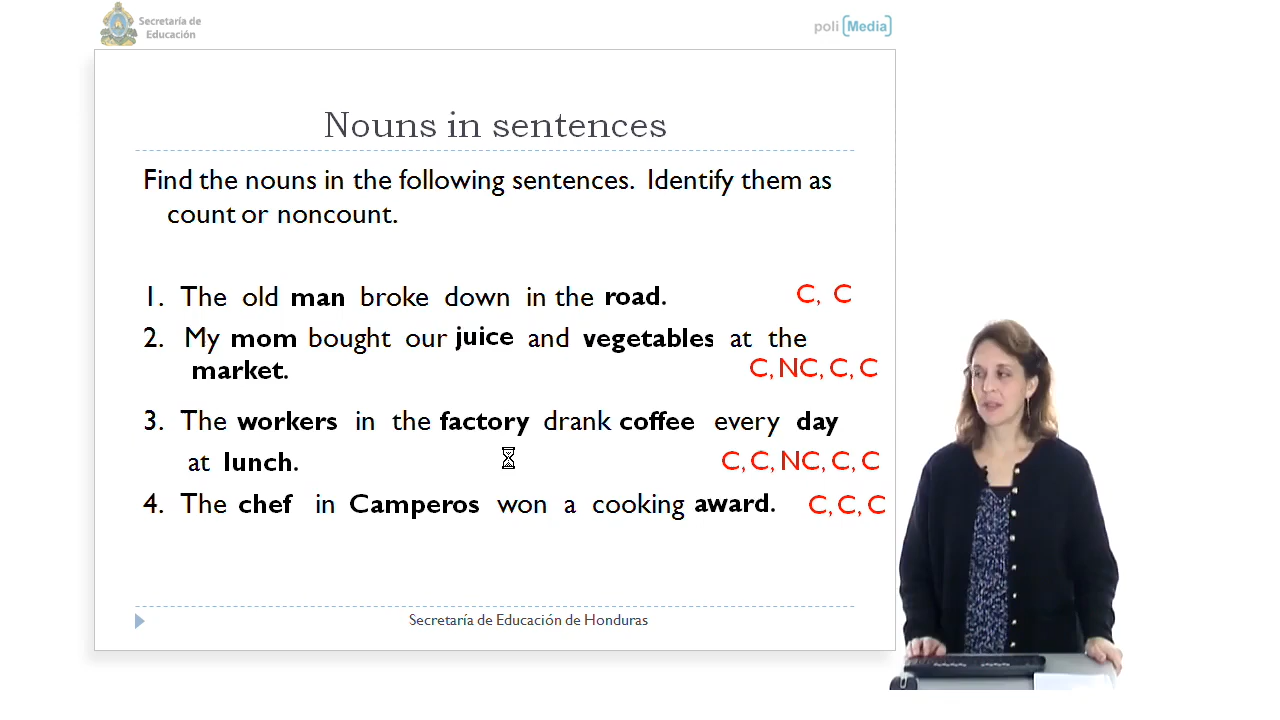 Secretaría de
Educación
poli [Media]
Nouns in sentences
Find the nouns in the following sentences. Identify them as
count or noncount.
1. The old man broke down in the road. C, C
2. My mom bought our juice and vegetables at the
market. C, NC, C, C
3. The workers in the factory drank coffee every day
at lunch. C, C, NC, C, C
4. The chef in Camperos won a cooking award. C, C, C
Secretaría de Educación de Honduras